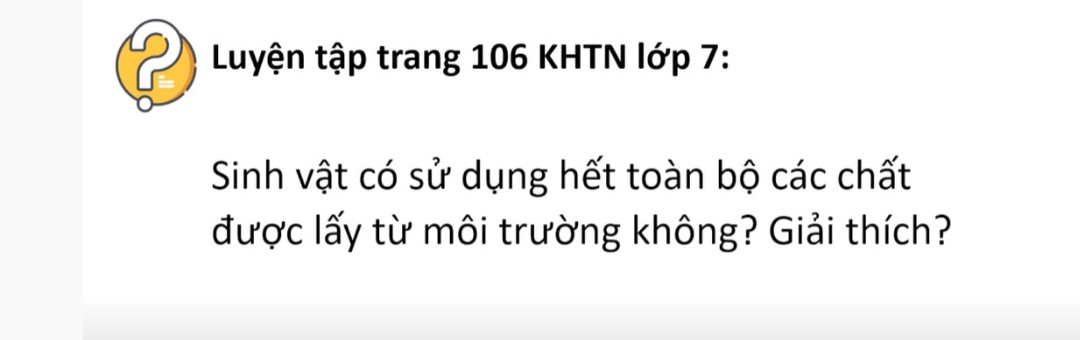 Luyện tập trang 106 KHTN lớp 7:
Sinh vật có sử dụng hết toàn bộ các chất
được lấy từ môi trường không? Giải thích?